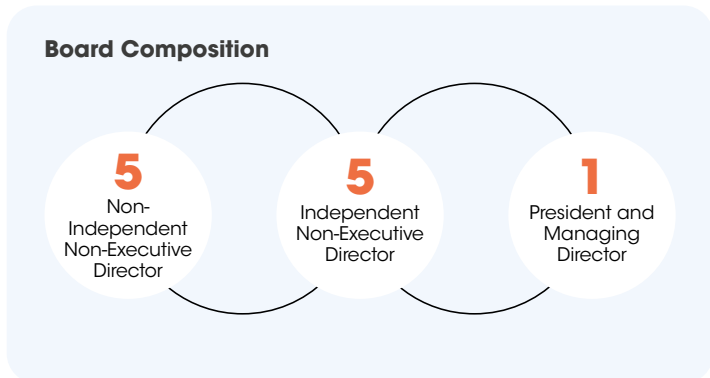 Board Composition
5
Non-
Independent
Non-Executive
Director
5
Independent
Non-Executive
Director
1
President and
Managing
Director